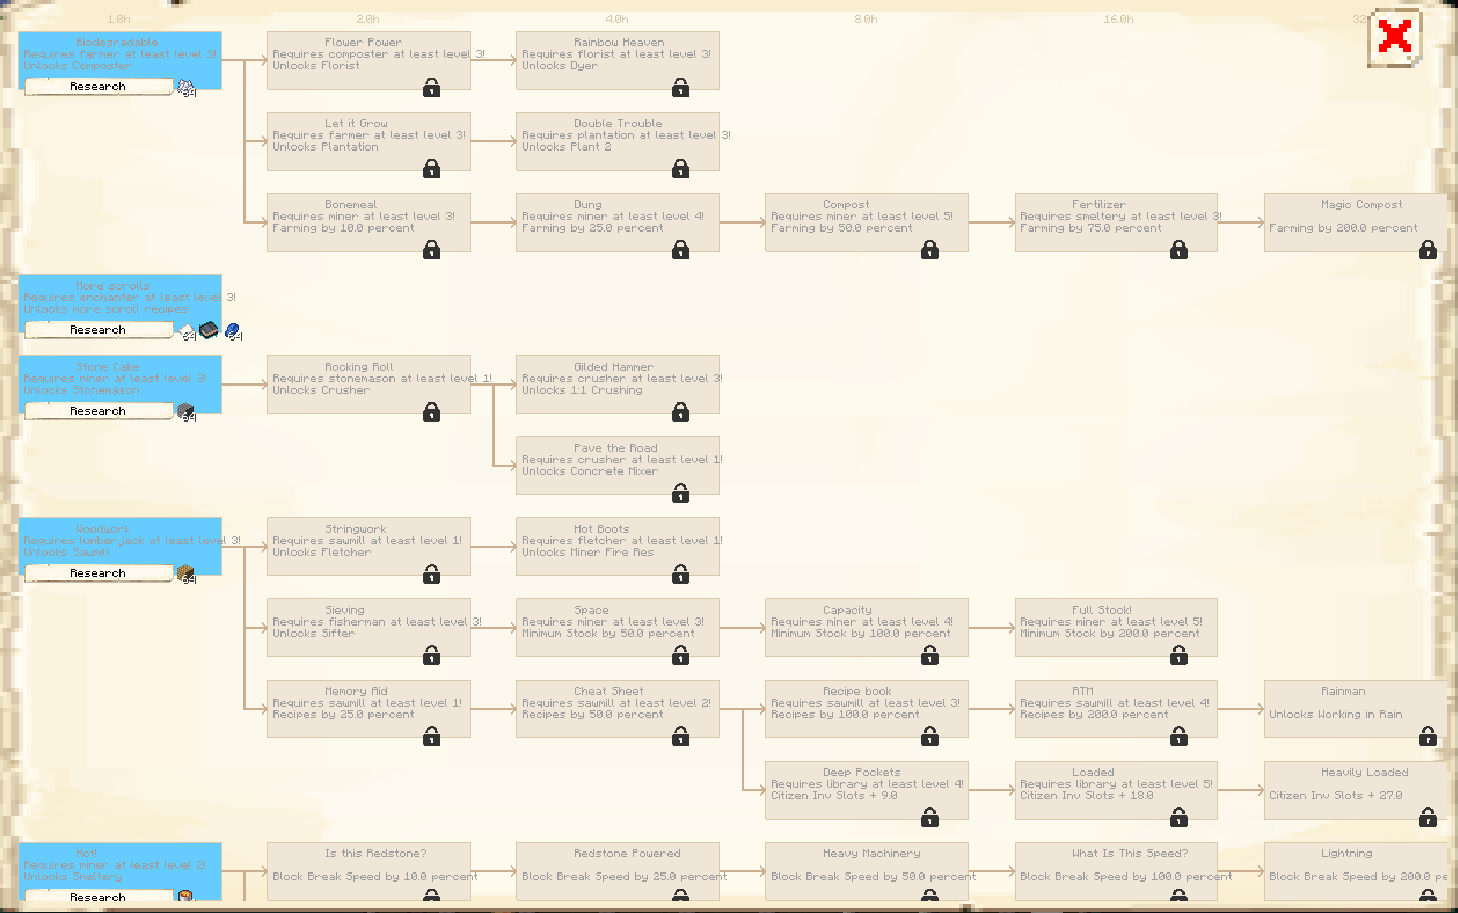 1.0h 2.0h 4.0h 8.0h 16.0h 32
Biodegradable
Requires farmer at least level 3!
Unlocks Composter
Research
64
Flower Power
Requires composter at least level 3!
Unlocks Florist
Rainbow Heaven
Requires florist at least level 3!
Unlocks Dyer
Let it Grow
Requires farmer at least level 3!
Unlocks Plantation
Double Trouble
Requires plantation at least level 3!
Unlocks Plant 2
Bonemeal
Requires miner at least level 3!
Farming by 10.0 percent
Dung
Requires miner at least level 4!
Farming by 25.0 percent
Compost
Requires miner at least level 5!
Farming by 50.0 percent
Fertilizer
Requires smeltery at least level 3!
Farming by 75.0 percent
Magic Compost
Farming by 200.0 percent
More scrolls
Requires enchanter at least level 3!
Unlocks more scroll recipes
Research
64 64
Stone Cake
Requires miner at least level 3!
Unlocks Stonemason
Research
64
Rocking Roll
Requires stonemason at least level 1!
Unlocks Crusher
Gilded Hammer
Requires crusher at least level 3!
Unlocks 1:1 Crushing
Pave the Road
Requires crusher at least level 1!
Unlocks Concrete Mixer
Woodwork
Requires lumberjack at least level 3!
Unlocks Sawmill
Research
64
Stringwork
Requires sawmill at least level 1!
Unlocks Fletcher
Hot Boots
Requires fletcher at least level 1!
Unlocks Miner Fire Res
Sieving
Requires fisherman at least level 3!
Unlocks Sifter
Space
Requires miner at least level 3!
Minimum Stock by 50.0 percent
Capacity
Requires miner at least level 4!
Minimum Stock by 100.0 percent
Full Stock!
Requires miner at least level 5!
Minimum Stock by 200.0 percent
Memory Aid
Requires sawmill at least level 1!
Recipes by 25.0 percent
Cheat Sheet
Requires sawmill at least level 2!
Recipes by 50.0 percent
Recipe book
Requires sawmill at least level 3!
Recipes by 100.0 percent
RTM
Requires sawmill at least level 4!
Recipes by 200.0 percent
Rainman
Unlocks Working in Rain
Deep Pockets
Requires library at least level 4!
Citizen Inv Slots + 9.0
Loaded
Requires library at least level 5!
Citizen Inv Slots + 18.0
Heavily Loaded
Citizen Inv Slots + 27.0
Hot!
Requires miner at least level 2!
Unlocks Smeltery
Research
Is this Redstone?
Block Break Speed by 10.0 percent
Redstone Powered
Block Break Speed by 25.0 percent
Heavy Machinery
Block Break Speed by 50.0 percent
What Is This Speed?
Block Break Speed by 100.0 percent
Lightning
Block Break Speed by 200.0 pe